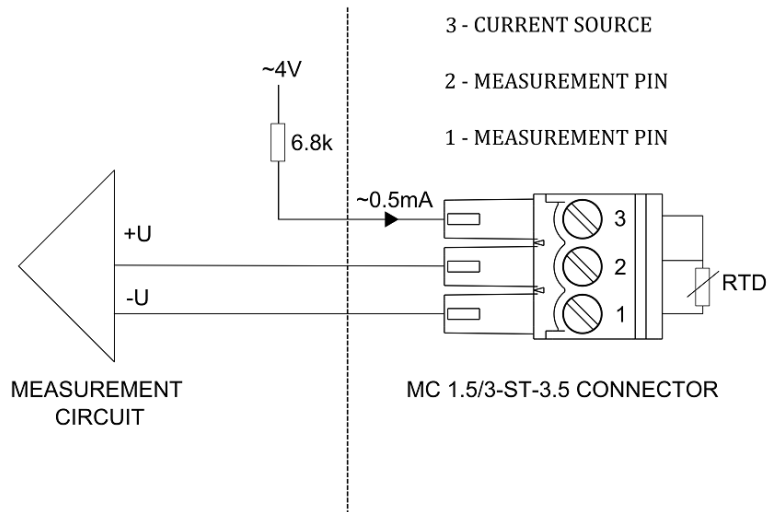 3 - CURRENT SOURCE
~4V
2 - MEASUREMENT PIN
6.8k
1 - MEASUREMENT PIN
~0.5mA
3
+U
2
RTD
-U
1
MEASUREMENT
CIRCUIT
MC 1.5/3-ST-3.5 CONNECTOR